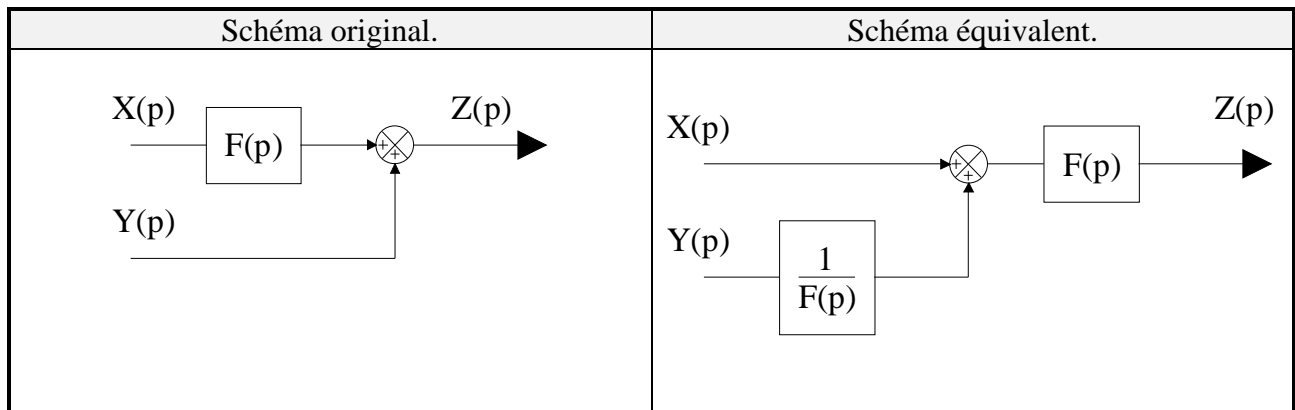 Schéma original.
Schéma équivalent.
X(p)
F(p)
+
+
Z(p)
Y(p)
X(p)
+
+
F(p)
Z(p)
Y(p)
1
F(p)